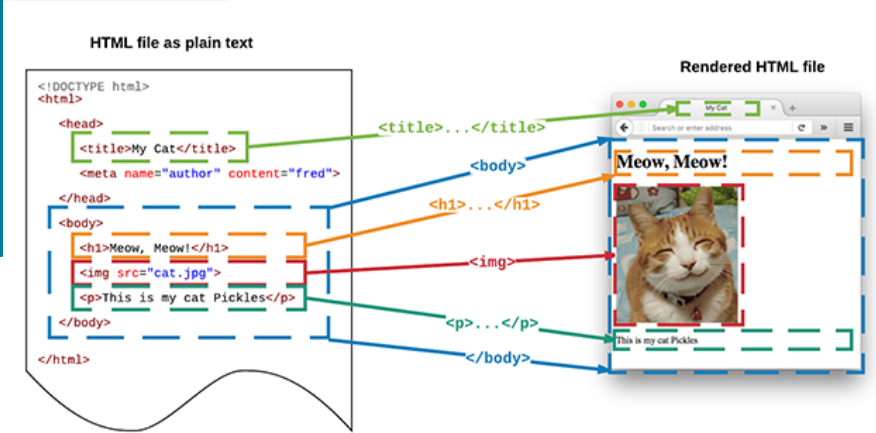 HTML file as plain text
<!DOCTYPE html>
<html>
<head>
<title>My Cat</title>
<meta name="author" content="fred">
</head>
<body>
<h1>Meow, Meow!</h1>
<img src="cat.jpg">
<p>This is my cat Pickles</p>
</body>
</html>
<title>...</title>
<body>
<h1>...</h1>
<img>
<p>...</p>
</body>
Rendered HTML file
My Cat
Search or enter address
Meow, Meow!
This is my cat Pickles